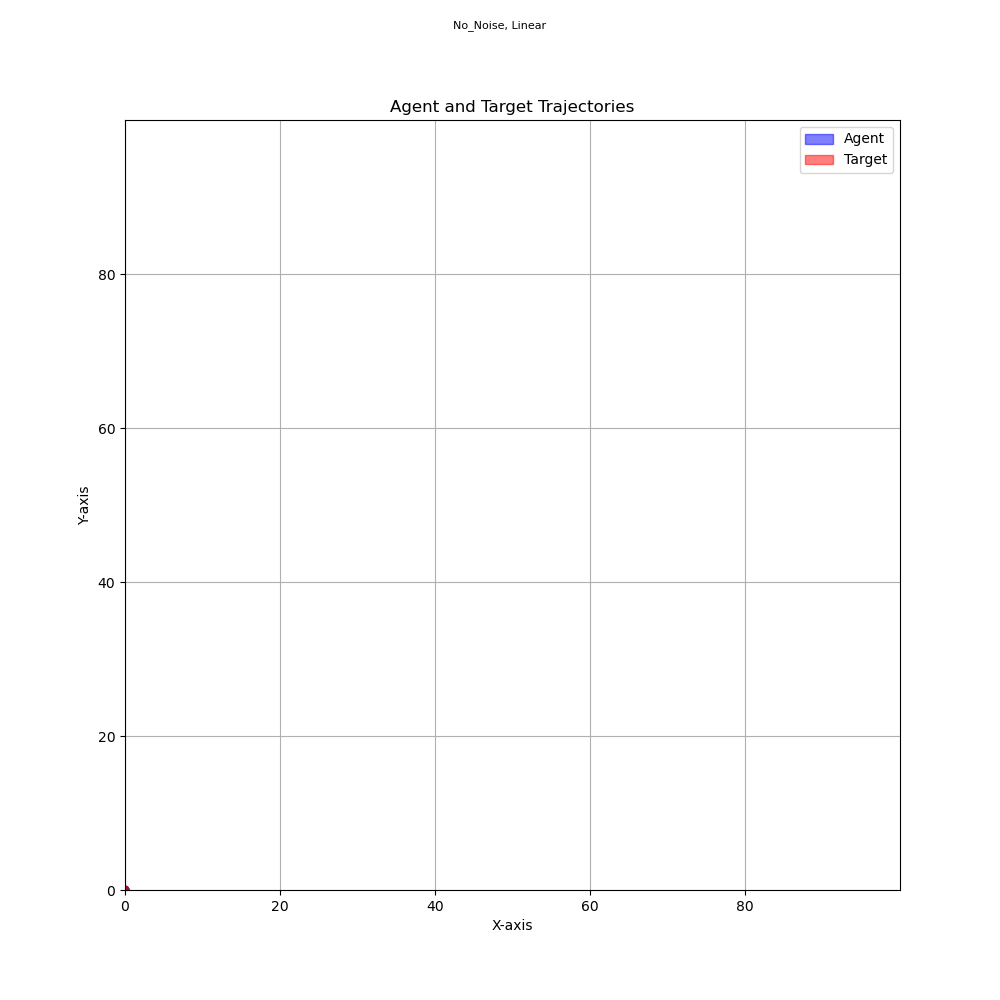 No_Noise, Linear
Agent and Target Trajectories
Agent
Target
80
60
40
20
0
Y-axis
0 20 40 60 80
X-axis